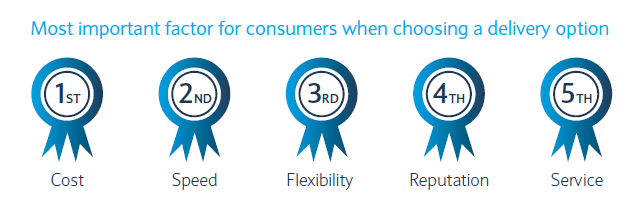 Most important factor for consumers when choosing a delivery option
1ST 2ND 3RD 4TH 5TH
Cost Speed Flexibility Reputation Service